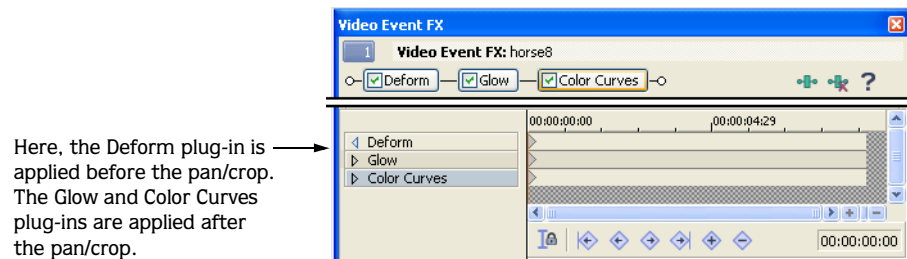 Video Event FX
1 Video Event FX: horse8
Deform Glow Color Curves ?
00:00:00:00 00:00:04:29
Here, the Deform plug-in is
applied before the pan/crop.
The Glow and Color Curves
plug-ins are applied after
the pan/crop.
Deform
Glow
Color Curves
00:00:00:00